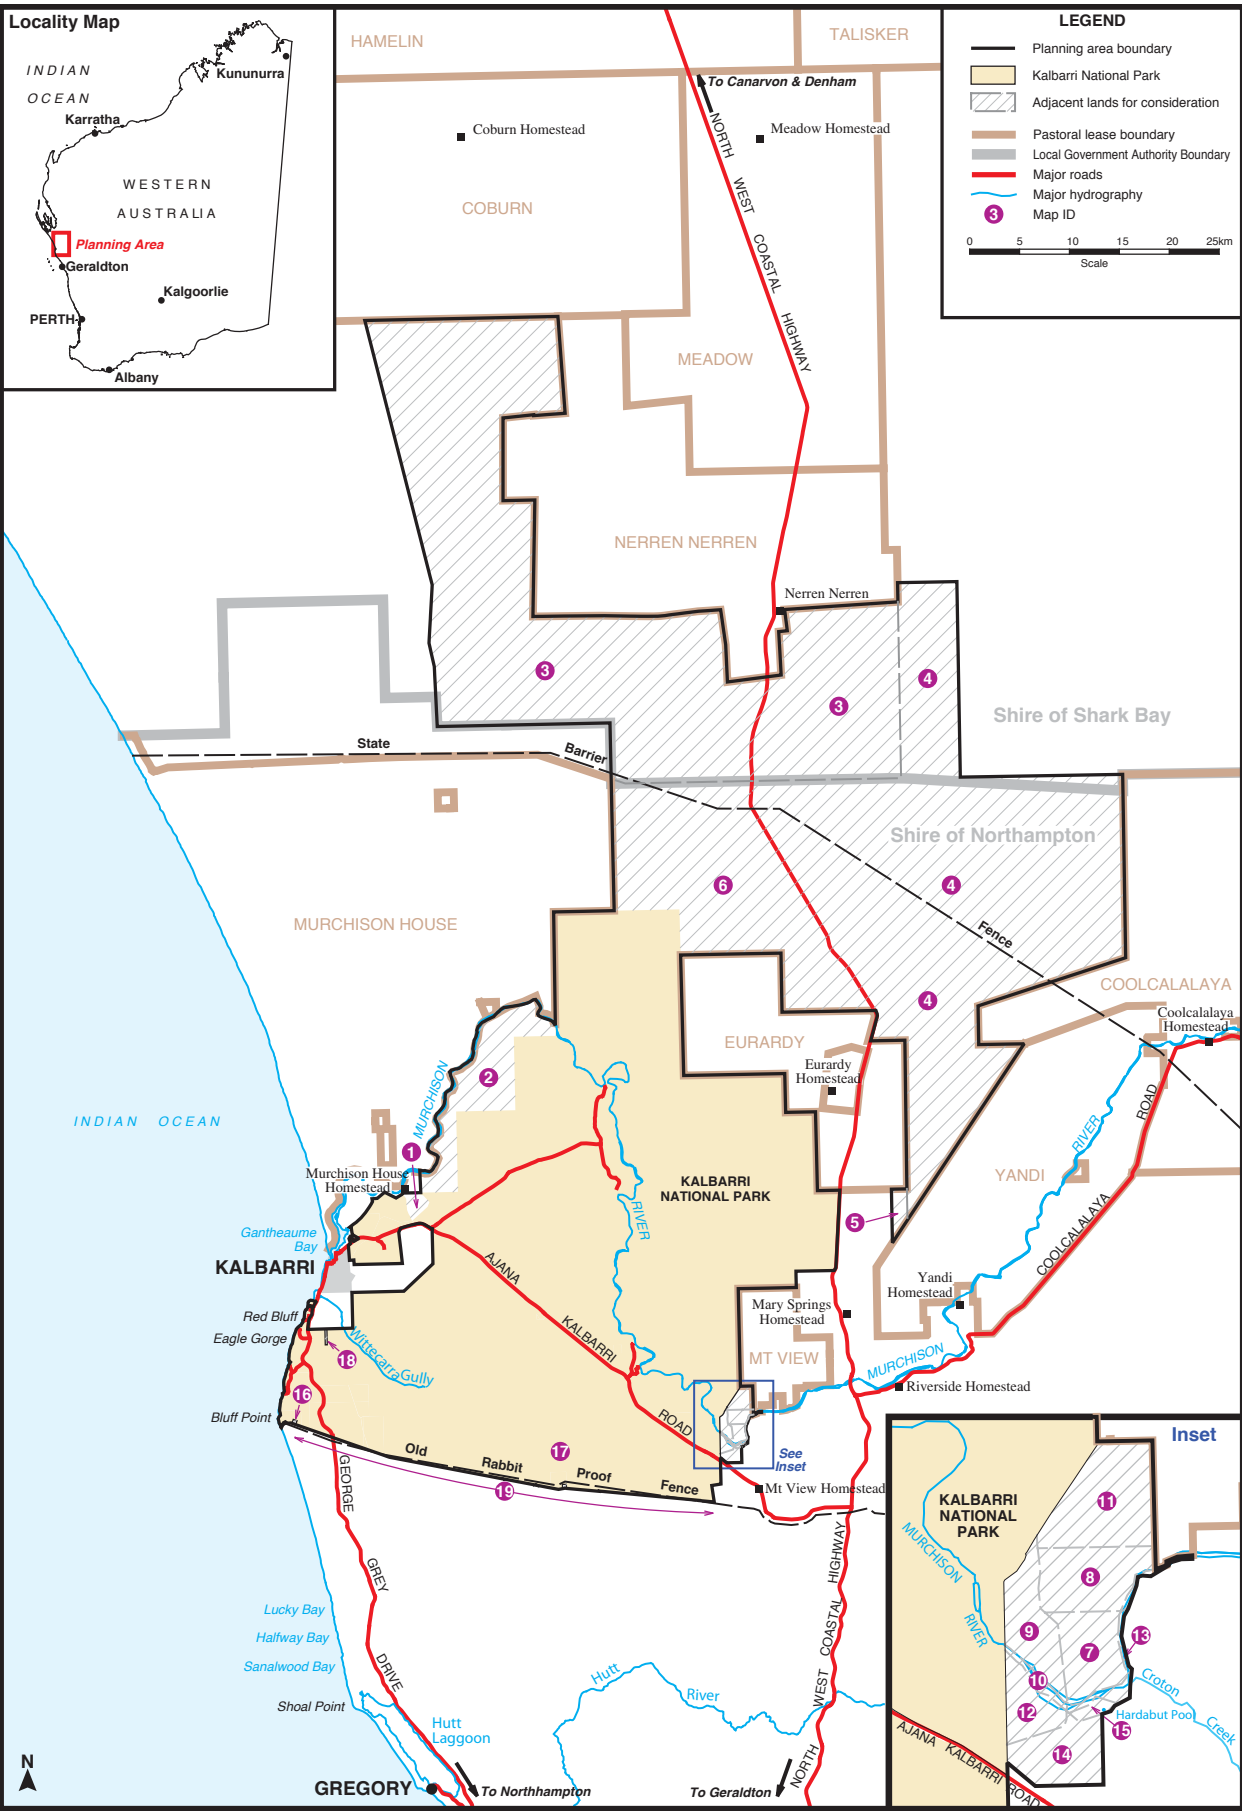 Locality Map
INDIAN
OCEAN
Kununurra
Karratha
WESTERN
AUSTRALIA
Planning Area
Geraldton
Kalgoorlie
PERTH
Albany
LEGEND
Planning area boundary
Kalbarri National Park
Adjacent lands for consideration
Pastoral lease boundary
Local Government Authority Boundary
Major roads
Major hydrography
3 Map ID
0 5 10 15 20 25km
Scale
HAMELIN
TALISKER
To Canarvon & Denham
Coburn Homestead
Meadow Homestead
NORTH WEST COASTAL HIGHWAY
COBURN
MEADOW
NERREN NERREN
Nerren Nerren
3
3
4
Shire of Shark Bay
State Barrier Fence
Shire of Northampton
6
4
MURCHISON HOUSE
4
COOLCALALAYA
Coolcalalaya
Homestead
EURARDY
Eurardy
Homestead
2
MURCHISON
RIVER
INDIAN OCEAN
1
Murchison House
Homestead
KALBARRI
NATIONAL PARK
YANDI
RIVER
ROAD
COOLCALALAYA
5
Gantheaume
Bay
KALBARRI
AJANA
KALBARRI
ROAD
Yandi
Homestead
Mary Springs
Homestead
Red Bluff
Eagle Gorge
Wittecarra Gully
18
MT VIEW
MURCHISON
Riverside Homestead
16
Bluff Point
17
Old Rabbit Proof Fence
19
See
Inset
Mt View Homestead
GEORGE
GREY
DRIVE
NORTH WEST COASTAL HIGHWAY
Lucky Bay
Halfway Bay
Sanalwood Bay
Shoal Point
Hutt
River
Hutt
Lagoon
N
GREGORY
To Northhampton
To Geraldton
Inset
KALBARRI
NATIONAL
PARK
11
MURCHISON
RIVER
8
9
13
7
10
Croton
Creek
12
Hardabut Pool
15
14
AJANA KALBARRI ROAD